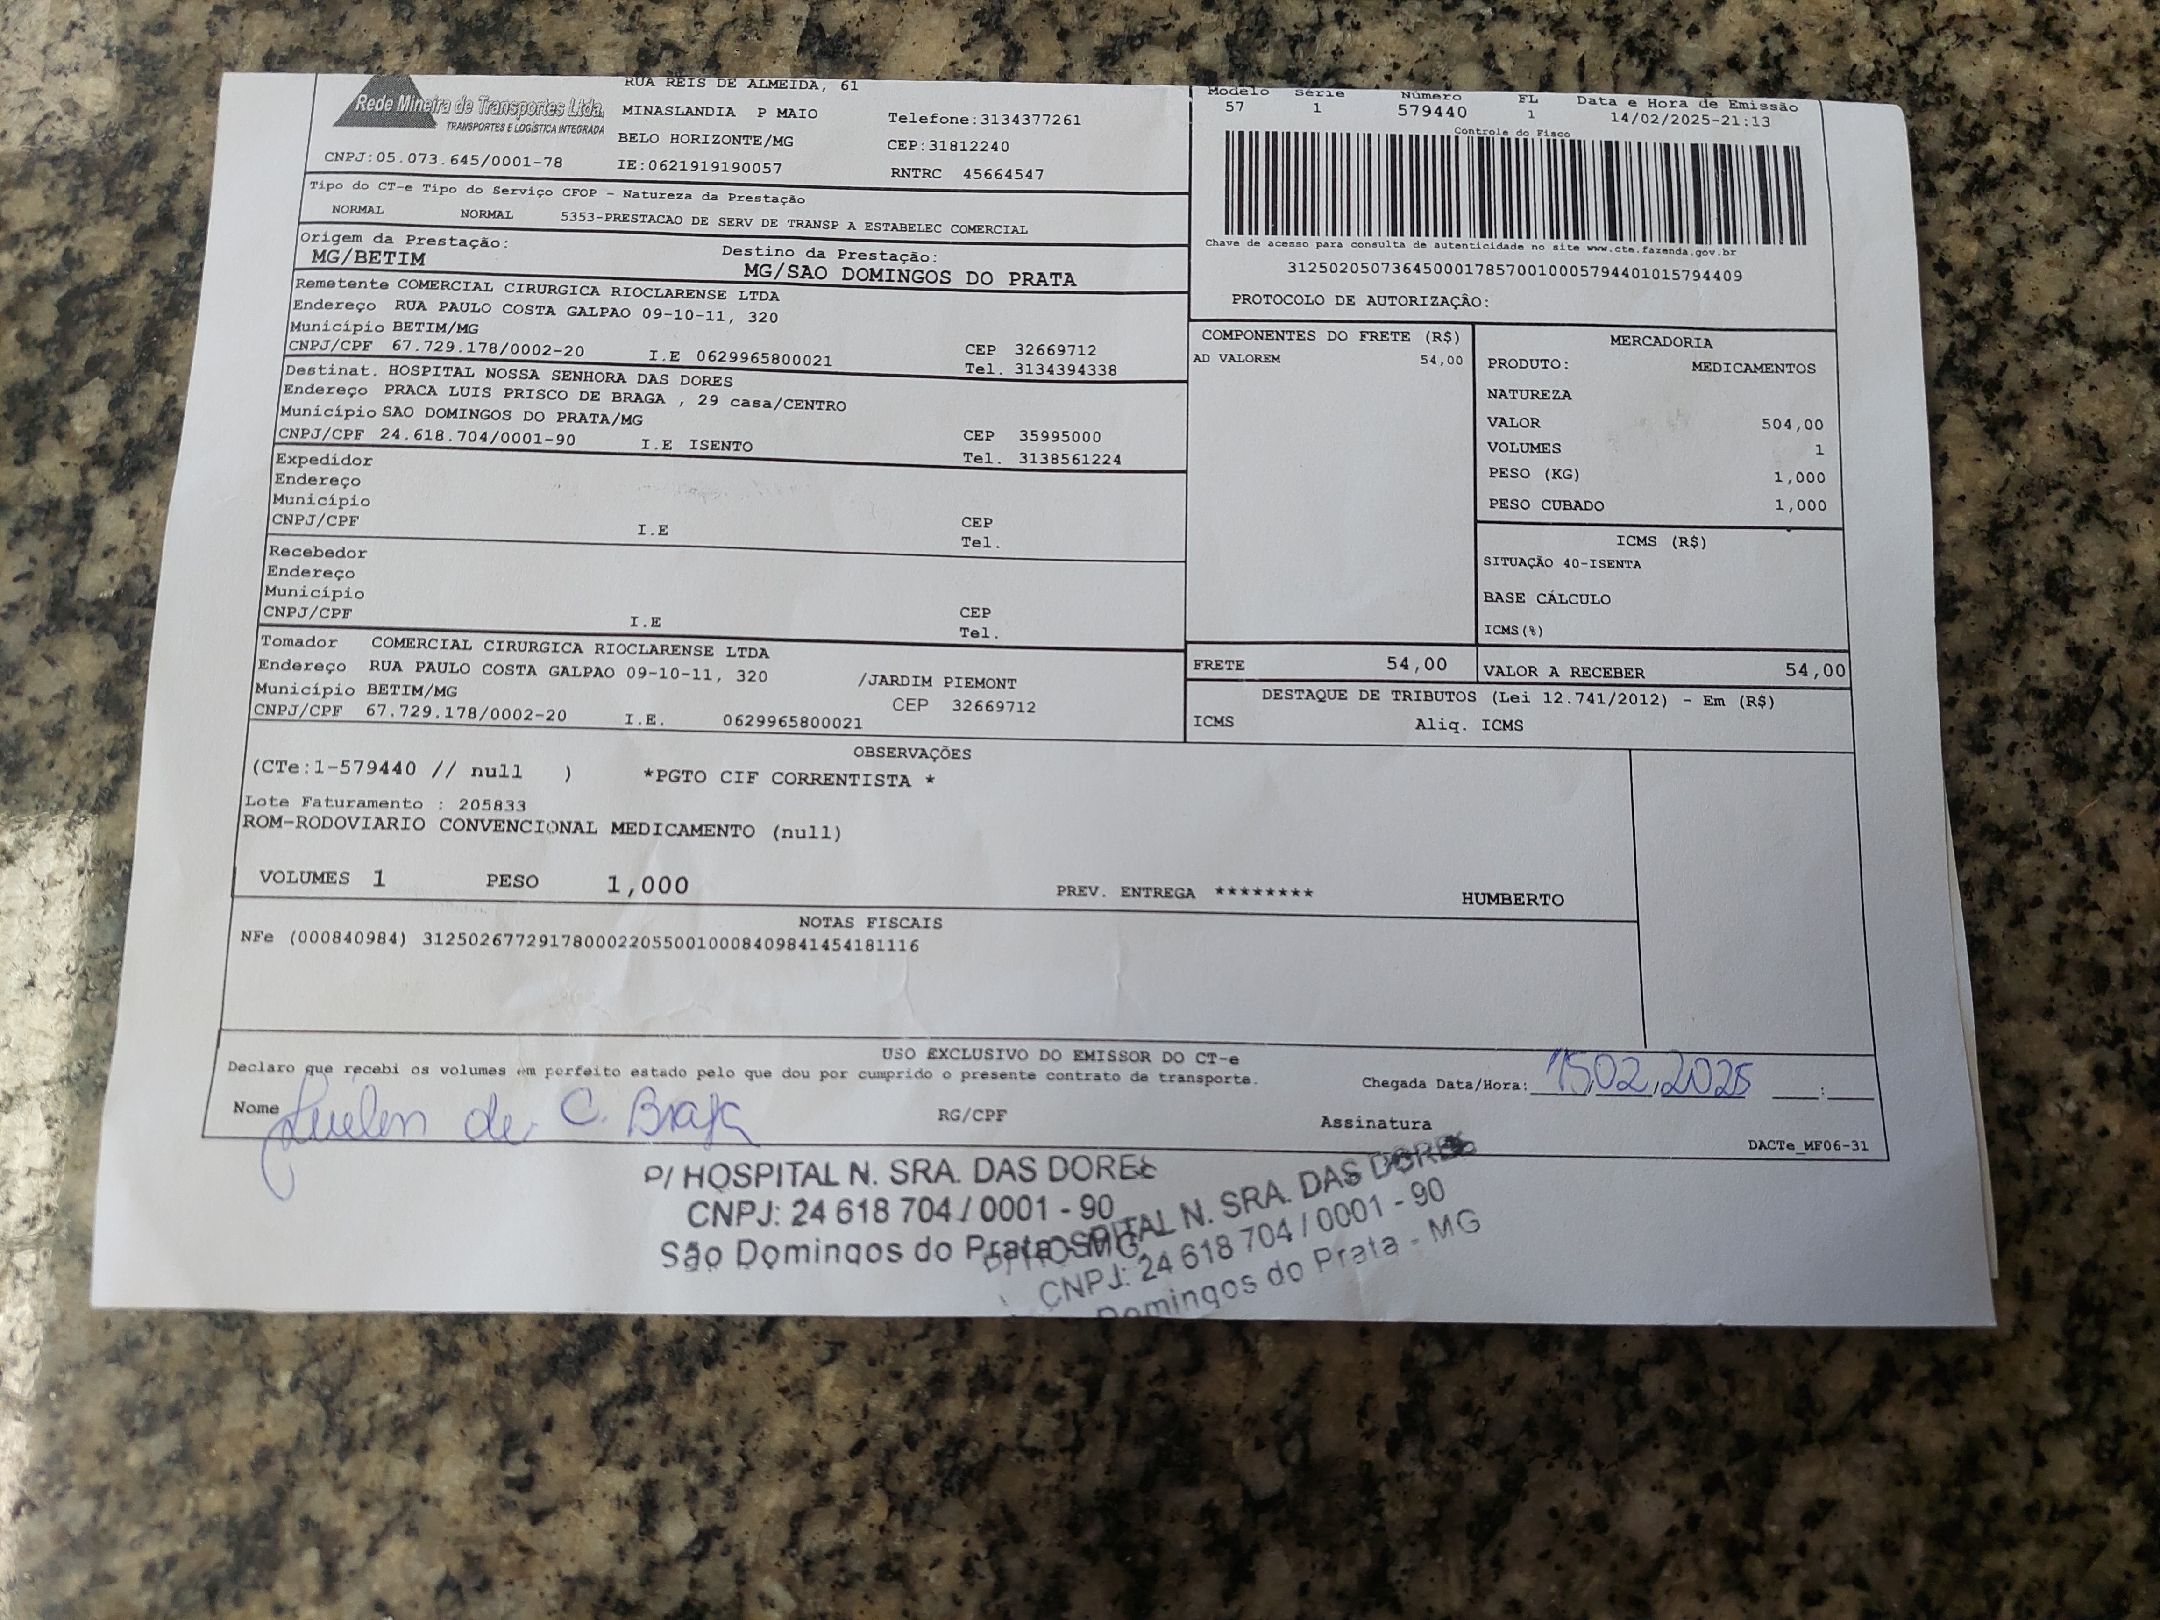 Rede Mineira de Transportes Ltda.
TRANSPORTES E LOGÍSTICA INTEGRADA
CNPJ:05.073.645/0001-78
RUA REIS DE ALMEIDA, 61
MINASLANDIA P MAIO
BELO HORIZONTE/MG
IE:0621919190057
Telefone:3134377261
CEP:31812240
RNTRC 45664547
Modelo Série Número FL Data e Hora de Emissão
57 1 579440 1 14/02/2025-21:13
Controle do Fisco
Chave de acesso para consulta de autenticidade no site www.cte.fazenda.gov.br
31250205073645000178570010005794401015794409
PROTOCOLO DE AUTORIZAÇÃO:
Tipo do CT-e Tipo do Serviço CFOP - Natureza da Prestação
NORMAL NORMAL 5353-PRESTACAO DE SERV DE TRANSP A ESTABELEC COMERCIAL
Origem da Prestação: Destino da Prestação:
MG/BETIM MG/SAO DOMINGOS DO PRATA
Remetente COMERCIAL CIRURGICA RIOCLARENSE LTDA
Endereço RUA PAULO COSTA GALPAO 09-10-11, 320
Município BETIM/MG CEP 32669712
CNPJ/CPF 67.729.178/0002-20 I.E 0629965800021 Tel. 3134394338
Destinat. HOSPITAL NOSSA SENHORA DAS DORES
Endereço PRACA LUIS PRISCO DE BRAGA , 29 casa/CENTRO
Município SAO DOMINGOS DO PRATA/MG CEP 35995000
CNPJ/CPF 24.618.704/0001-90 I.E ISENTO Tel. 3138561224
Expedidor
Endereço
Município CEP
CNPJ/CPF I.E Tel.
Recebedor
Endereço
Município CEP
CNPJ/CPF I.E Tel.
Tomador COMERCIAL CIRURGICA RIOCLARENSE LTDA
Endereço RUA PAULO COSTA GALPAO 09-10-11, 320 /JARDIM PIEMONT
Município BETIM/MG CEP 32669712
CNPJ/CPF 67.729.178/0002-20 I.E. 0629965800021
COMPONENTES DO FRETE (R$)
AD VALOREM 54,00
MERCADORIA
PRODUTO: MEDICAMENTOS
NATUREZA
VALOR 504,00
VOLUMES 1
PESO (KG) 1,000
PESO CUBADO 1,000
ICMS (R$)
SITUAÇÃO 40-ISENTA
BASE CÁLCULO
ICMS(%)
FRETE 54,00 VALOR A RECEBER 54,00
DESTAQUE DE TRIBUTOS (Lei 12.741/2012) - Em (R$)
ICMS Aliq. ICMS
OBSERVAÇÕES
(CTe:1-579440 // null ) *PGTO CIF CORRENTISTA *
Lote Faturamento : 205833
ROM-RODOVIARIO CONVENCIONAL MEDICAMENTO (null)
VOLUMES 1 PESO 1,000 PREV. ENTREGA ******** HUMBERTO
NOTAS FISCAIS
NFe (000840984) 31250267729178000220550010008409841454181116
USO EXCLUSIVO DO EMISSOR DO CT-e
Declaro que recebi os volumes em perfeito estado pelo que dou por cumprido o presente contrato de transporte. Chegada Data/Hora: 15,02,2025 :
Nome de C. Braga RG/CPF Assinatura
DACTe_MF06-31
P/ HOSPITAL N. SRA. DAS DORES
CNPJ: 24 618 704 / 0001 - 90
São Domingos do Prata - MG
P/ HOSPITAL N. SRA. DAS DORES
CNPJ: 24 618 704 / 0001 - 90
Domingos do Prata - MG